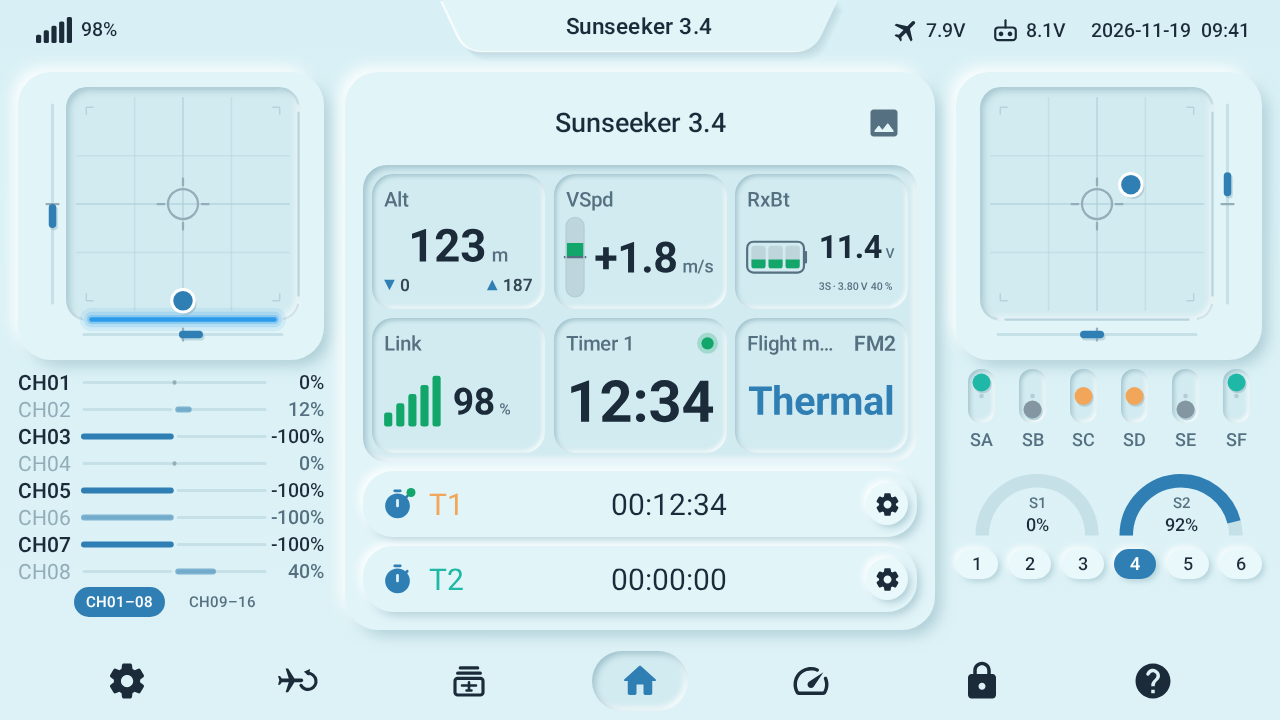 98%
Sunseeker 3.4
7.9V
8.1V
2026-11-19 09:41
Sunseeker 3.4
Alt
123 m
0
187
VSpd
+1.8 m/s
RxBt
11.4 V
3S · 3.80 V 40 %
Link
98 %
Timer 1
12:34
Flight m... FM2
Thermal
T1 00:12:34
T2 00:00:00
CH01 0%
CH02 12%
CH03 -100%
CH04 0%
CH05 -100%
CH06 -100%
CH07 -100%
CH08 40%
CH01–08 CH09–16
SA SB SC SD SE SF
S1
0%
S2
92%
1 2 3 4 5 6